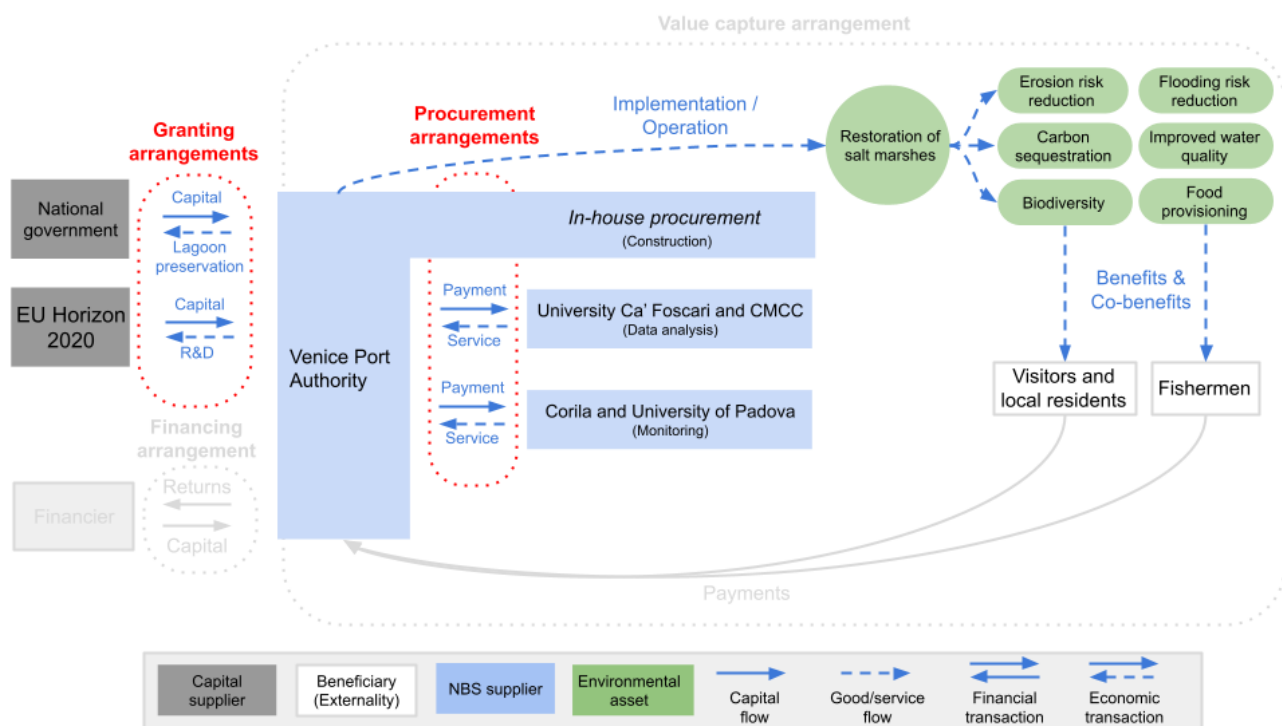 Value capture arrangement
Granting
arrangements
Procurement
arrangements
Implementation /
Operation
Restoration of
salt marshes
Erosion risk
reduction
Flooding risk
reduction
Carbon
sequestration
Improved water
quality
Biodiversity
Food
provisioning
National
government
Capital
Lagoon
preservation
EU Horizon
2020
Capital
R&D
Venice Port
Authority
In-house procurement
(Construction)
Payment
Service
University Ca' Foscari and CMCC
(Data analysis)
Payment
Service
Corila and University of Padova
(Monitoring)
Benefits &
Co-benefits
Visitors and
local residents
Fishermen
Financing
arrangement
Financier
Returns
Capital
Payments
Capital
supplier
Beneficiary
(Externality)
NBS supplier
Environmental
asset
Capital
flow
Good/service
flow
Financial
transaction
Economic
transaction